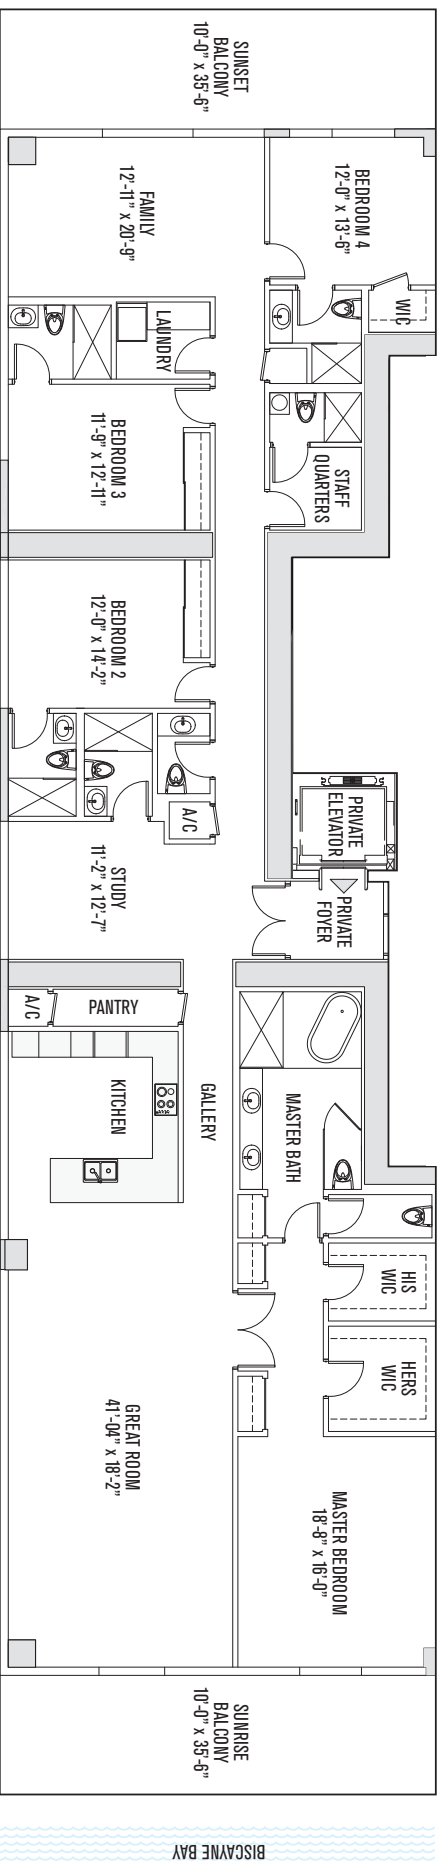 SUNSET
BALCONY
10'-0" x 35'-6"
BEDROOM 4
12'-0" x 13'-6"
FAMILY
12'-11" x 20'-9"
WIC
LAUNDRY
BEDROOM 3
11'-9" x 12'-11"
STAFF
QUARTERS
BEDROOM 2
12'-0" x 14'-2"
A/C
PRIVATE
ELEVATOR
PRIVATE
FOYER
STUDY
11'-2" x 12'-7"
A/C
PANTRY
KITCHEN
GALLERY
MASTER BATH
HIS
WIC
HERS
WIC
GREAT ROOM
41'-04" x 18'-2"
MASTER BEDROOM
18'-8" x 16'-0"
SUNRISE
BALCONY
10'-0" x 35'-6"
BISCAYNE BAY